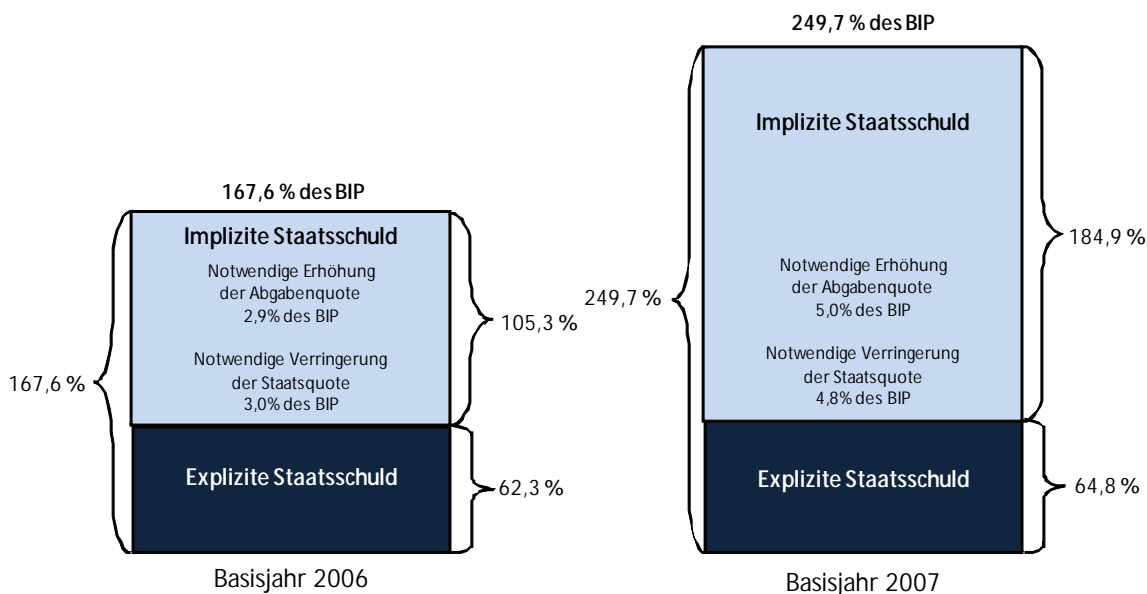 167,6 % des BIP
Implizite Staatsschuld
Notwendige Erhöhung
der Abgabenquote
2,9% des BIP
Notwendige Verringerung
der Staatsquote
3,0% des BIP
167,6 %
105,3 %
Explizite Staatsschuld
62,3 %
Basisjahr 2006
249,7 % des BIP
Implizite Staatsschuld
Notwendige Erhöhung
der Abgabenquote
5,0% des BIP
Notwendige Verringerung
der Staatsquote
4,8% des BIP
249,7 %
184,9 %
Explizite Staatsschuld
64,8 %
Basisjahr 2007